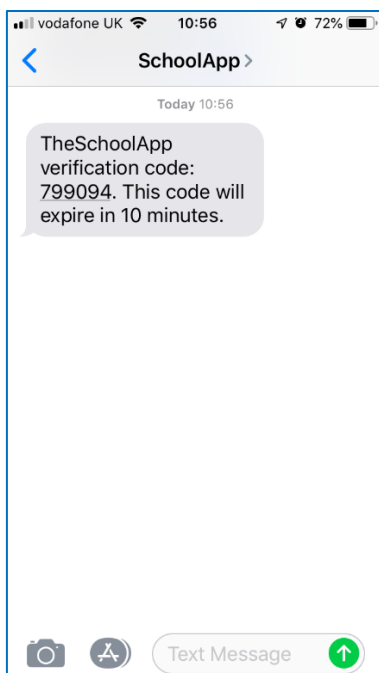 vodafone UK 10:56 72%
SchoolApp
Today 10:56
TheSchoolApp
verification code:
799094. This code will
expire in 10 minutes.
Text Message